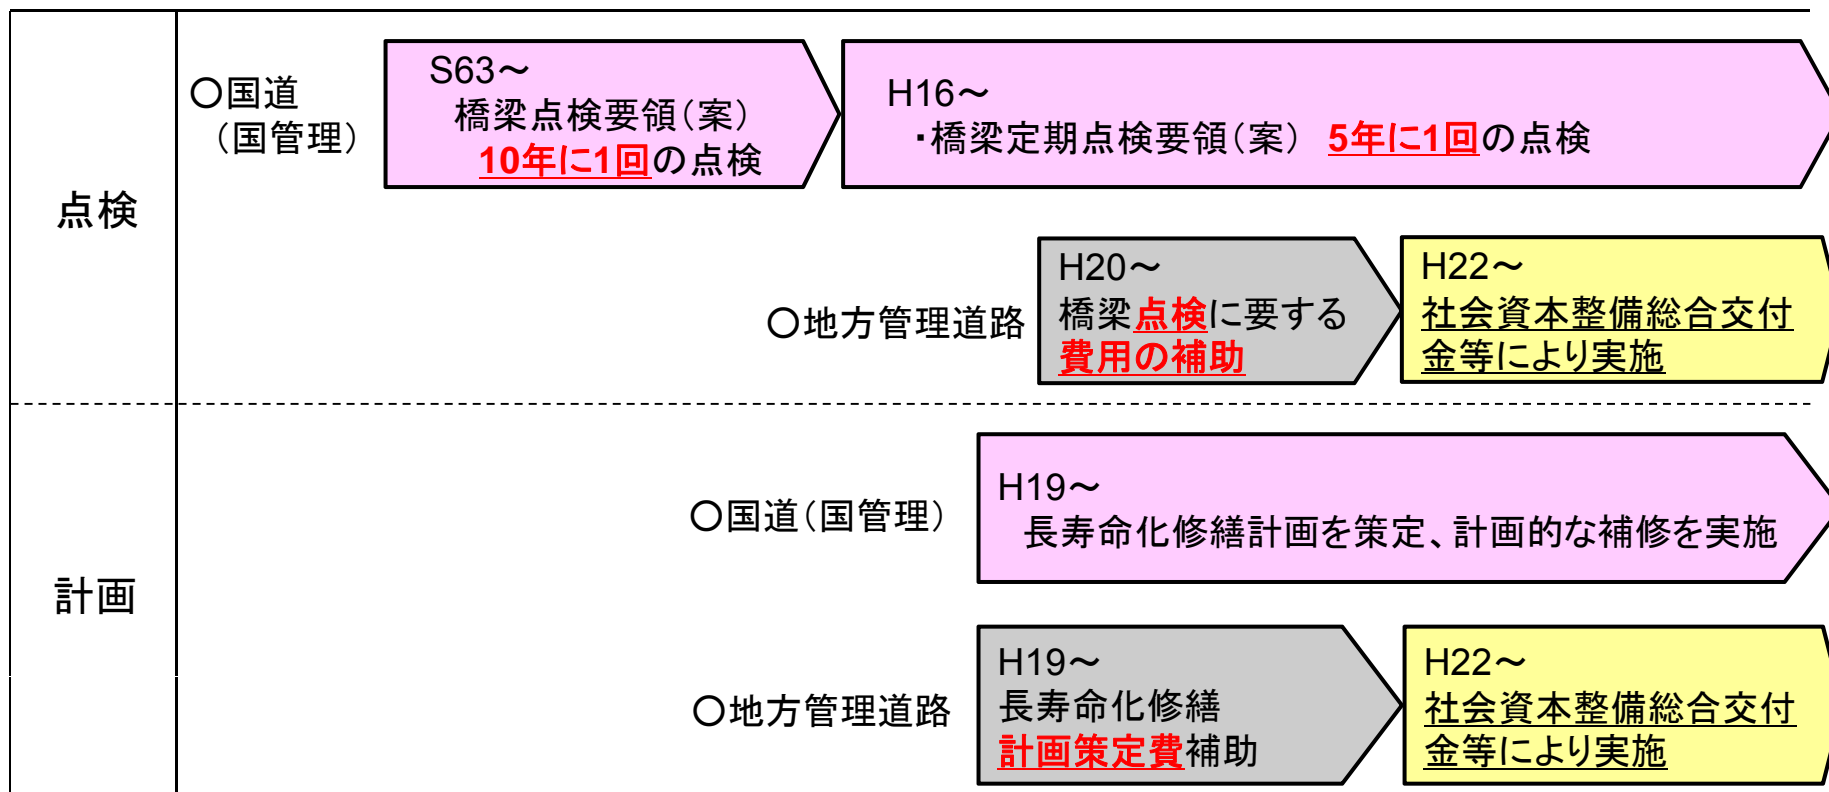 点検
○国道
（国管理）
S63～
橋梁点検要領（案）
10年に1回の点検
H16～
・橋梁定期点検要領（案） 5年に1回の点検
○地方管理道路
H20～
橋梁点検に要する
費用の補助
H22～
社会資本整備総合交付
金等により実施
計画
○国道（国管理）
H19～
長寿命化修繕計画を策定、計画的な補修を実施
○地方管理道路
H19～
長寿命化修繕
計画策定費補助
H22～
社会資本整備総合交付
金等により実施